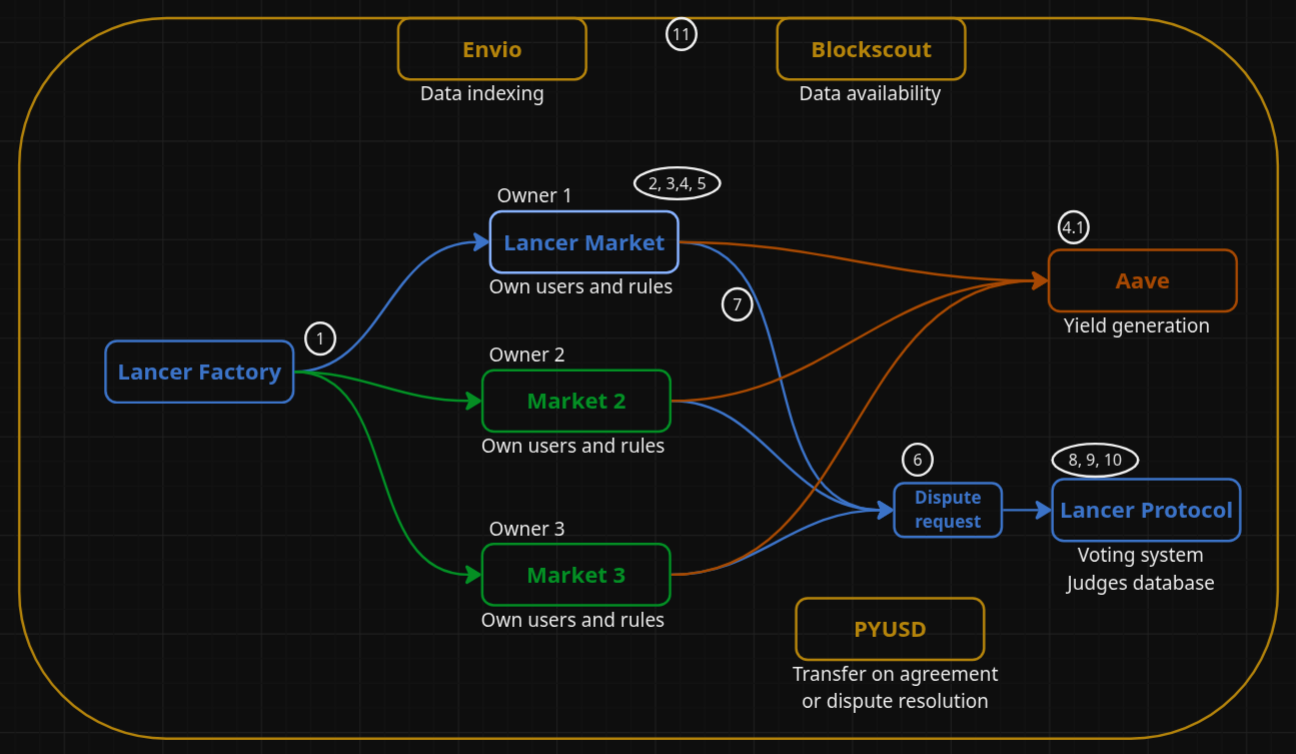 Envio
Data indexing
11
Blockscout
Data availability
Owner 1
2, 3,4, 5
Lancer Market
Own users and rules
7
4.1
Aave
Yield generation
1
Lancer Factory
Owner 2
Market 2
Own users and rules
6
Dispute
request
8, 9, 10
Lancer Protocol
Voting system
Judges database
Owner 3
Market 3
Own users and rules
PYUSD
Transfer on agreement
or dispute resolution